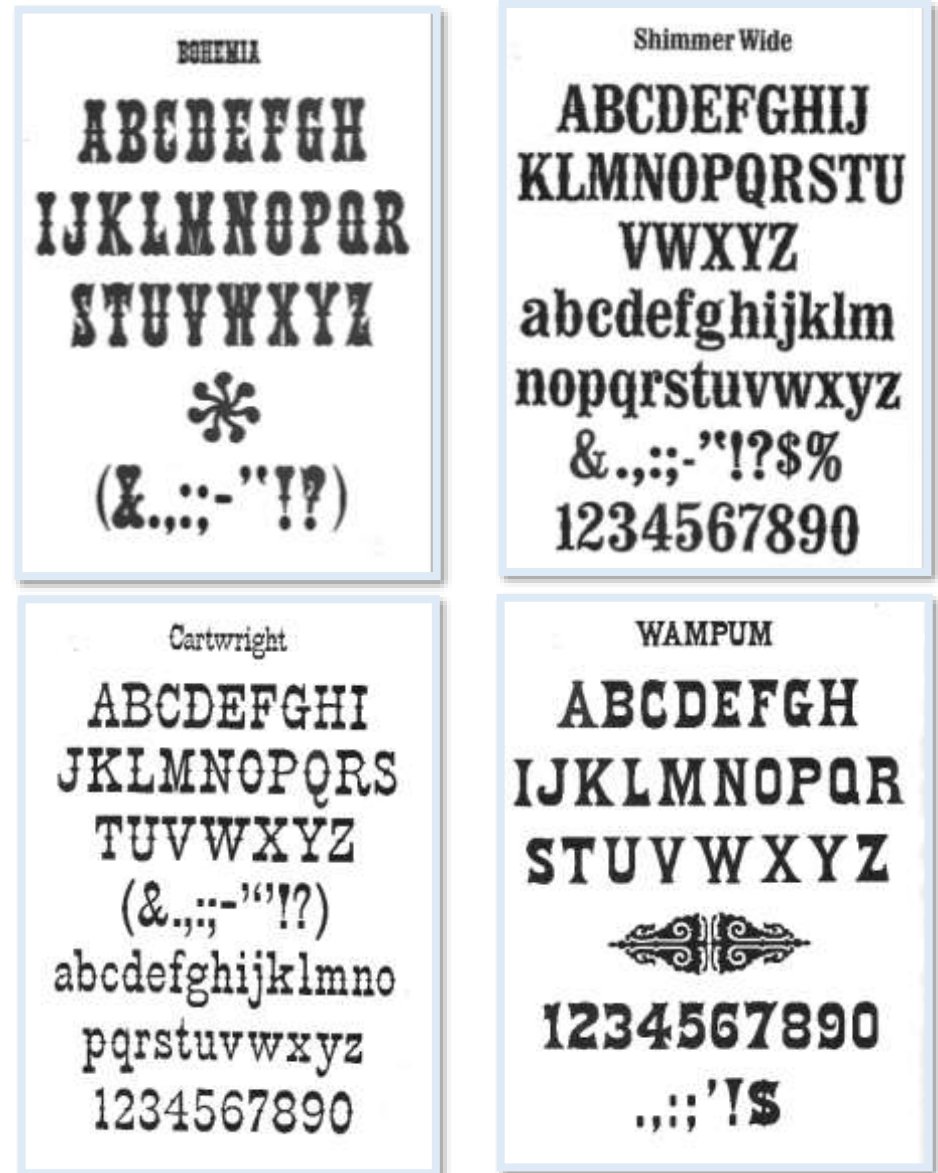 BOHEMIA
ABCDEFGH
IJKLMNOPQR
STUVWXYZ
(&.,:;-’’!?)
Shimmer Wide
ABCDEFGHIJ
KLMNOPQRSTU
VWXYZ
abcdefghijklm
nopqrstuvwxyz
&.,:;-”“!?$%
1234567890
Cartwright
ABCDEFGHI
JKLMNOPQRS
TUVWXYZ
(&.,:;-’“’!?)
abcdefghijklmno
pqrstuvwxyz
1234567890
WAMPUM
ABCDEFGH
IJKLMNOPQR
STUVWXYZ
1234567890
.,:;’!$